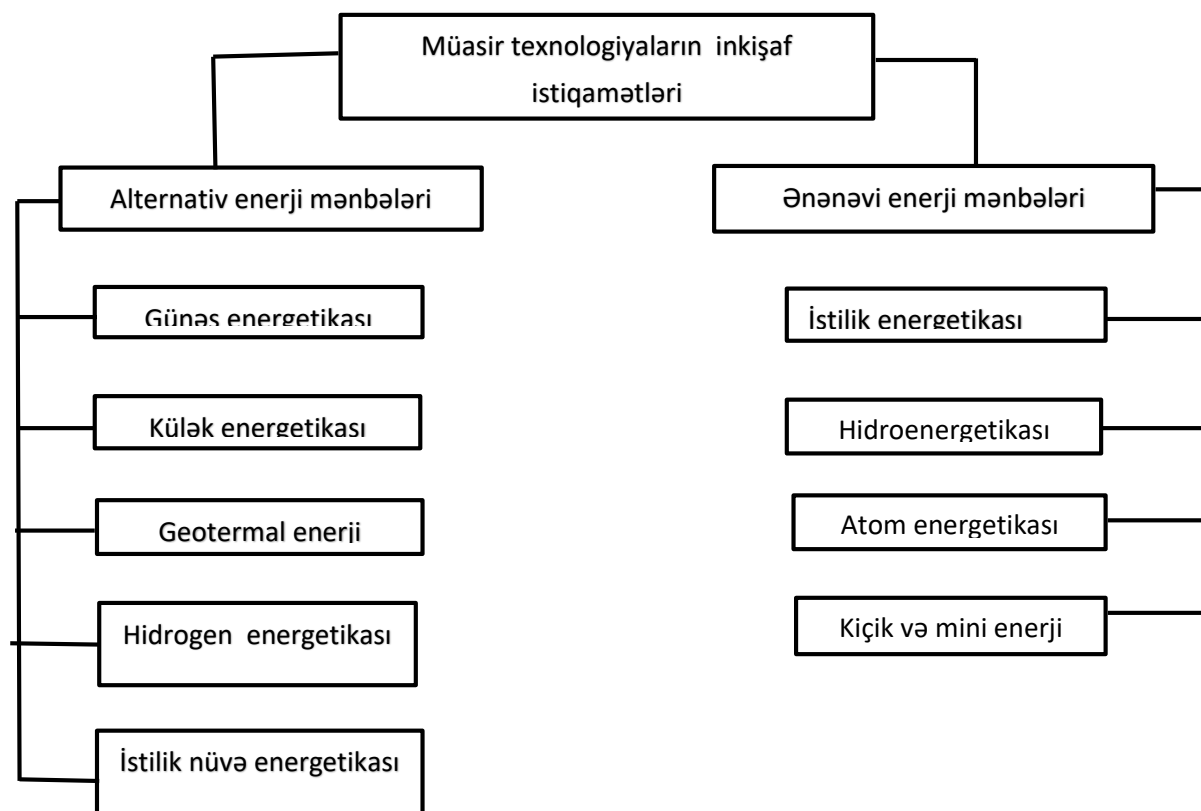 Müasir texnologiyaların inkişaf
istiqamətləri
Alternativ enerji mənbələri
Ənənəvi enerji mənbələri
Günəş energetikası
İstilik energetikası
Külək energetikası
Hidroenergetikası
Geotermal enerji
Atom energetikası
Hidrogen energetikası
Kiçik və mini enerji
İstilik nüvə energetikası